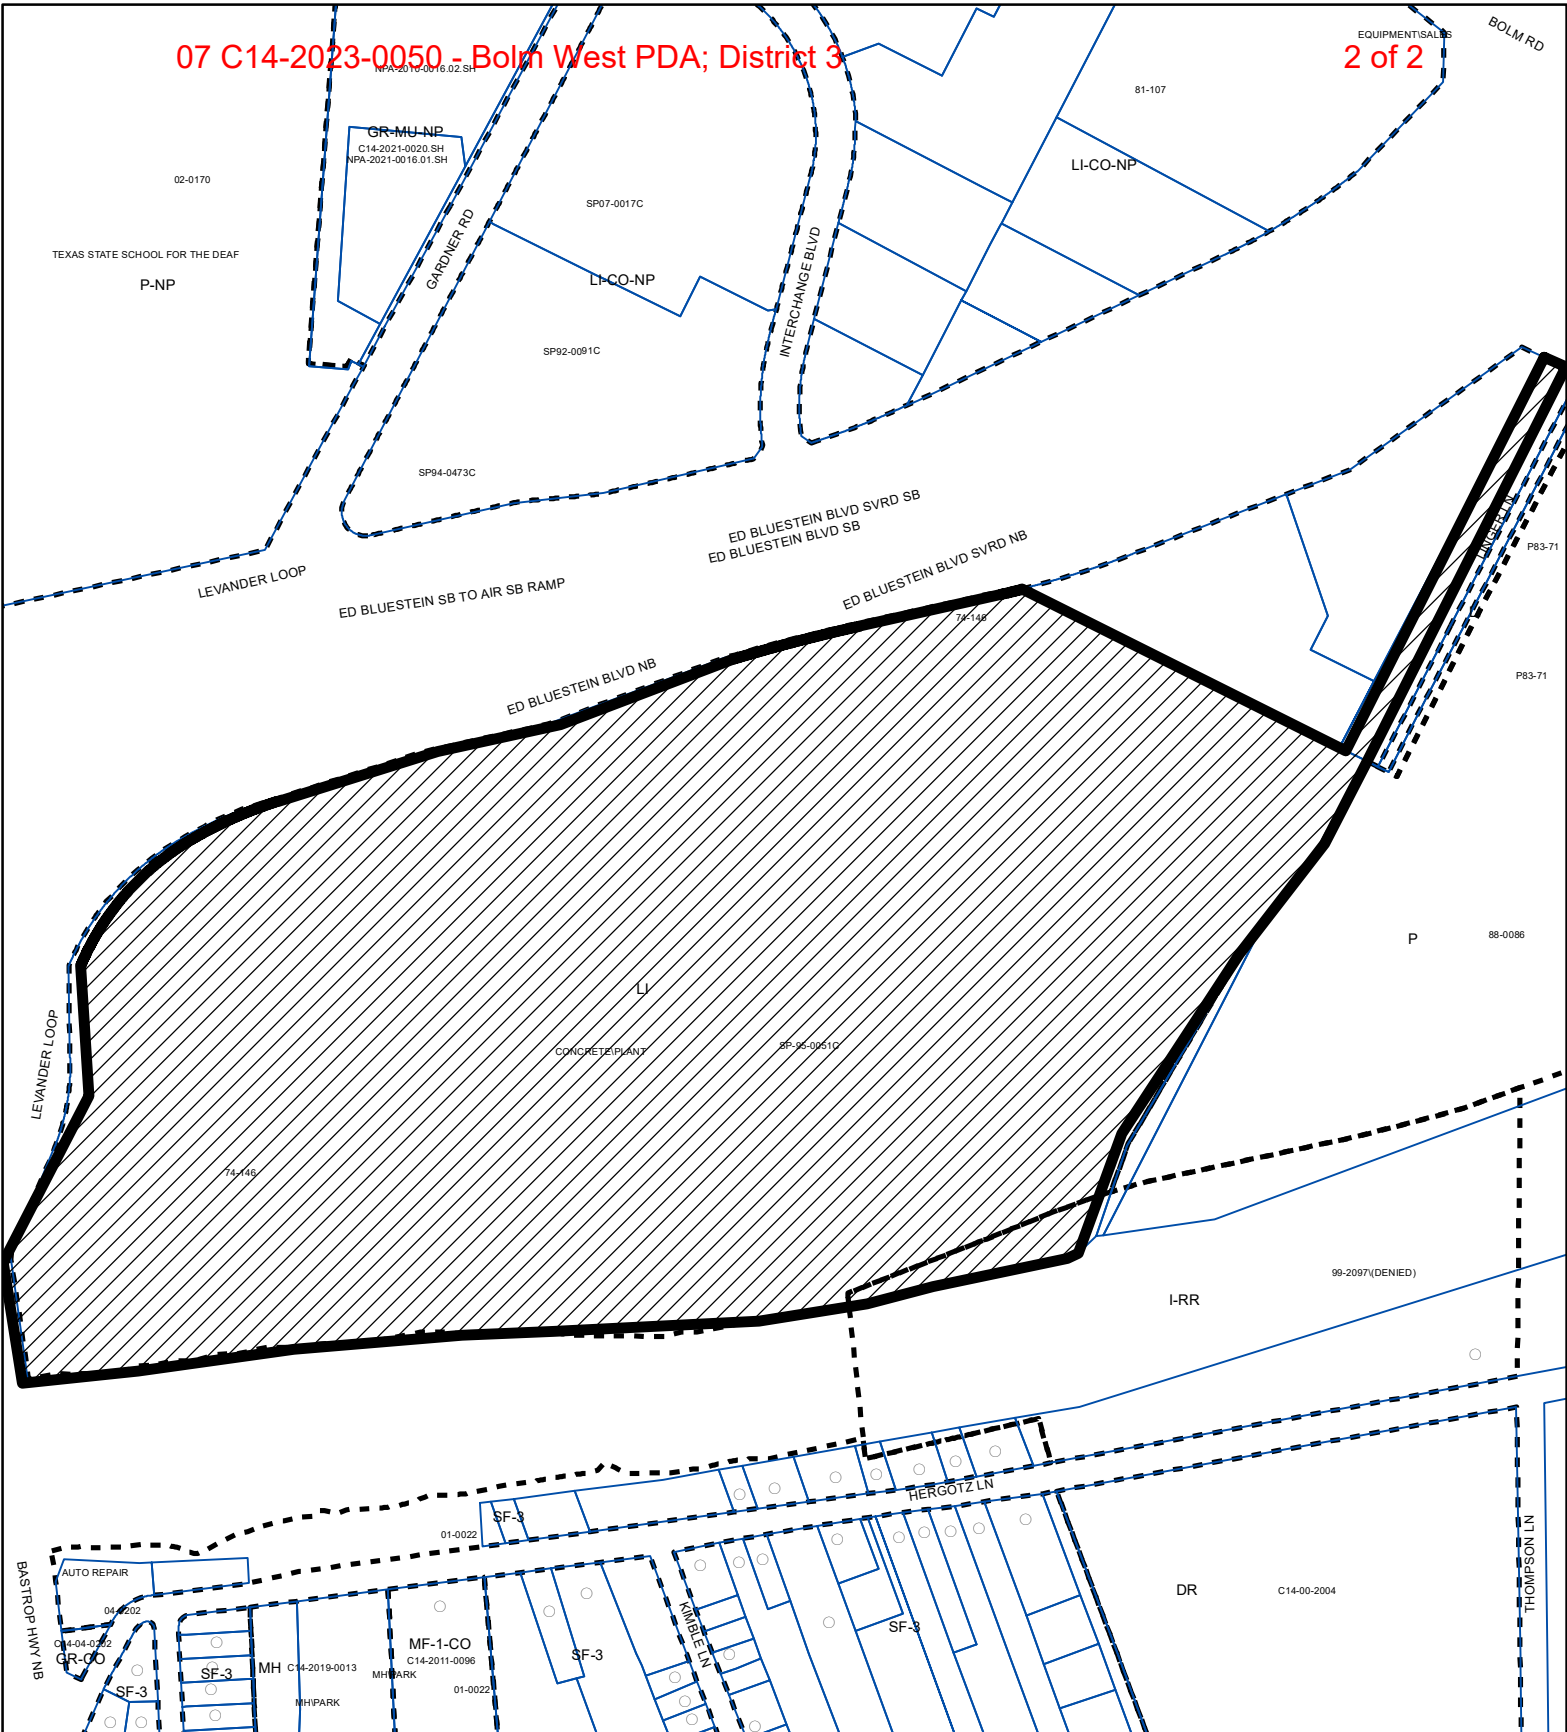 07 C14-2023-0050 - Bolm West PDA; District 3
2 of 2
EQUIPMENT\SALES
BOLM RD
NPA-2010-0016.02.SH
81-107
GR-MU-NP
C14-2021-0020.SH
NPA-2021-0016.01.SH
LI-CO-NP
02-0170
SP07-0017C
GARDNER RD
TEXAS STATE SCHOOL FOR THE DEAF
P-NP
LI-CO-NP
INTERCHANGE BLVD
SP92-0091C
SP94-0473C
ED BLUESTEIN BLVD SVRD SB
ED BLUESTEIN BLVD SB
LINGER LN
P83-71
LEVANDER LOOP
ED BLUESTEIN SB TO AIR SB RAMP
ED BLUESTEIN BLVD SVRD NB
74-146
P83-71
ED BLUESTEIN BLVD NB
P
88-0086
LI
CONCRETE\PLANT
SP-95-0051C
LEVANDER LOOP
74-146
99-2097\(DENIED)
I-RR
HERGOTZ LN
SF-3
01-0022
BASTROP HWY NB
AUTO REPAIR
04-0202
C14-04-0202
GR-CO
SF-3
SF-3
MH
C14-2019-0013
MH\PARK
MH\PARK
MF-1-CO
C14-2011-0096
01-0022
SF-3
KIMBLE LN
SF-3
DR
C14-00-2004
THOMPSON LN